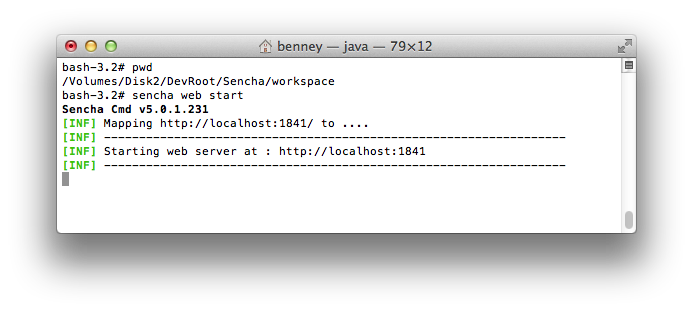 benney — java — 79×12
bash-3.2# pwd
/Volumes/Disk2/DevRoot/Sencha/workspace
bash-3.2# sencha web start
Sencha Cmd v5.0.1.231
[INF] Mapping http://localhost:1841/ to ....
[INF] ------------------------------------------------------------------
[INF] Starting web server at : http://localhost:1841
[INF] ------------------------------------------------------------------